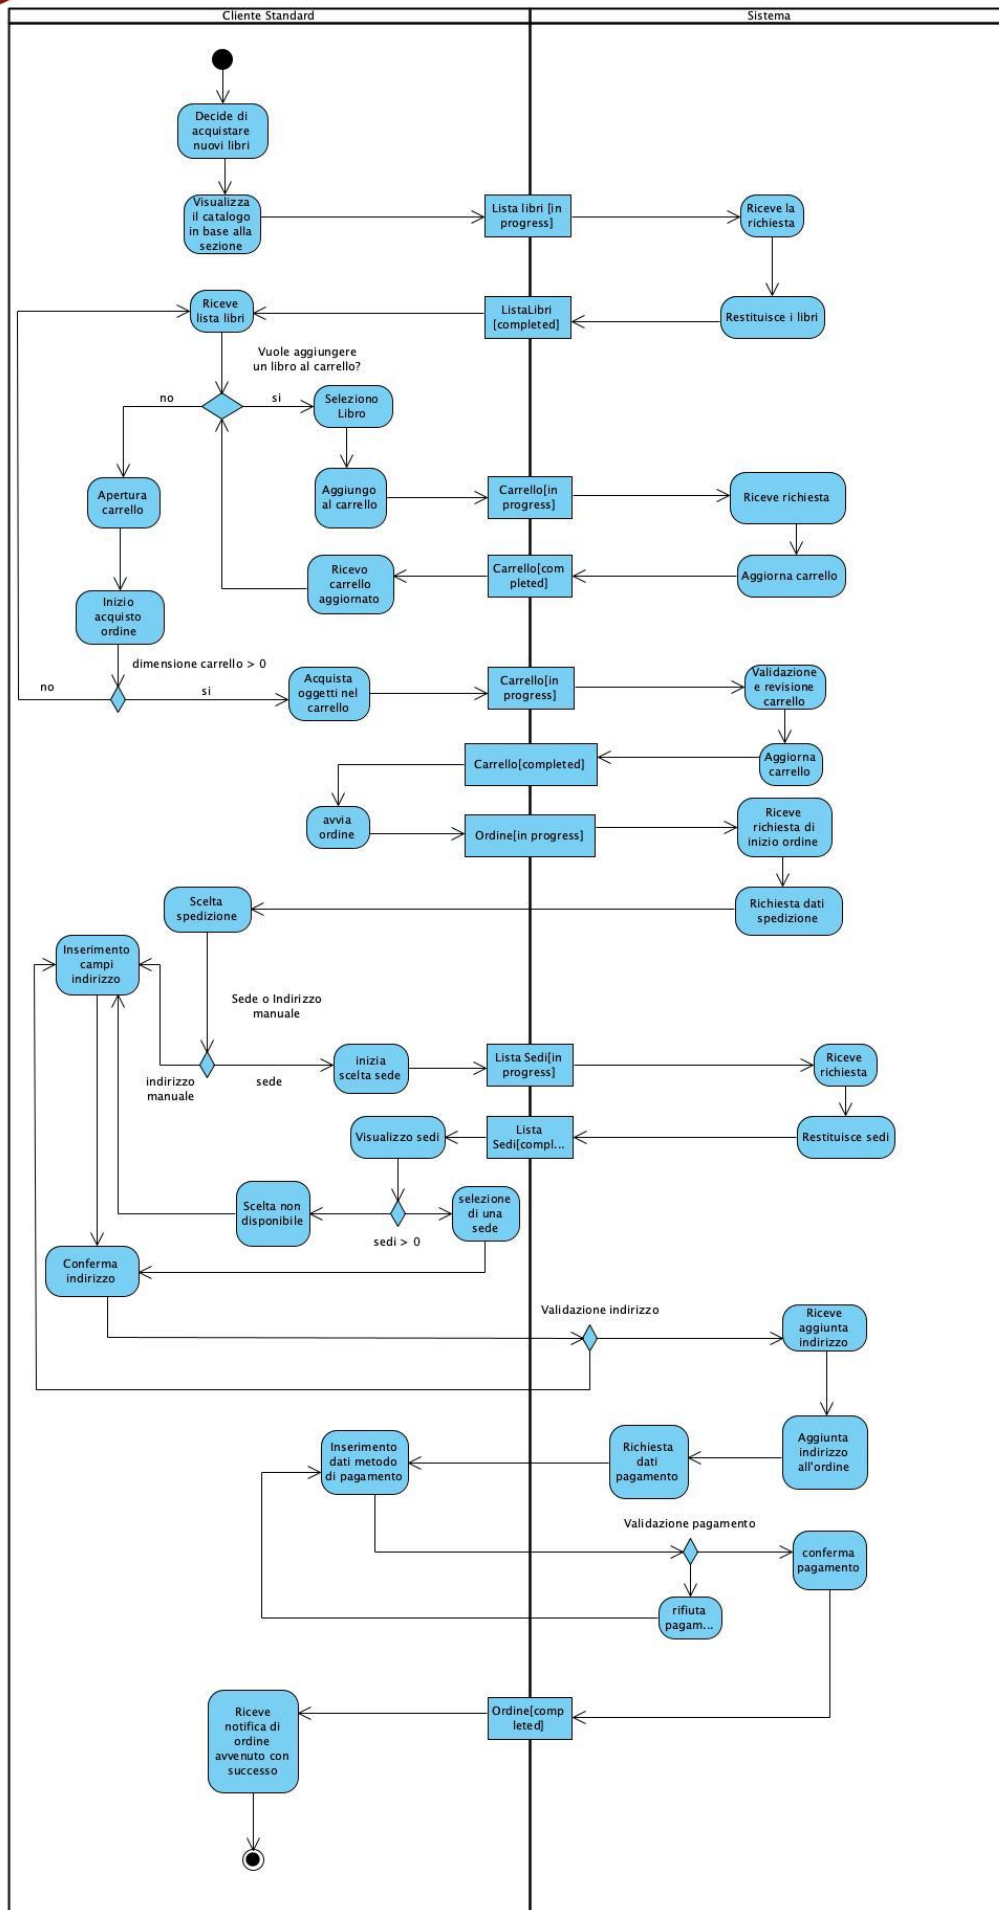 Cliente Standard
Sistema
Decide di
acquistare
nuovi libri
Visualizza
il catalogo
in base alla
sezione
Lista libri [in
progress]
Riceve la
richiesta
Riceve
lista libri
ListaLibri
[completed]
Restituisce i libri
Vuole aggiungere
un libro al carrello?
no
si
Seleziono
Libro
Apertura
carrello
Aggiungo
al carrello
Carrello[in
progress]
Riceve richiesta
Ricevo
carrello
aggiornato
Carrello[com
pleted]
Aggiorna carrello
Inizio
acquisto
ordine
dimensione carrello > 0
no
si
Acquista
oggetti nel
carrello
Carrello[in
progress]
Validazione
e revisione
carrello
Carrello[completed]
Aggiorna
carrello
avvia
ordine
Ordine[in progress]
Riceve
richiesta di
inizio ordine
Scelta
spedizione
Richiesta dati
spedizione
Inserimento
campi
indirizzo
Sede o Indirizzo
manuale
indirizzo
manuale
sede
inizia
scelta sede
Lista Sedi[in
progress]
Riceve
richiesta
Visualizzo sedi
Lista
Sedi[compl...
Restituisce sedi
Scelta non
disponibile
sedi > 0
selezione
di una
sede
Conferma
indirizzo
Validazione indirizzo
Riceve
aggiunta
indirizzo
Inserimento
dati metodo
di pagamento
Richiesta
dati
pagamento
Aggiunta
indirizzo
all'ordine
Validazione pagamento
conferma
pagamento
rifiuta
pagam...
Riceve
notifica di
ordine
avvenuto con
successo
Ordine[comp
leted]